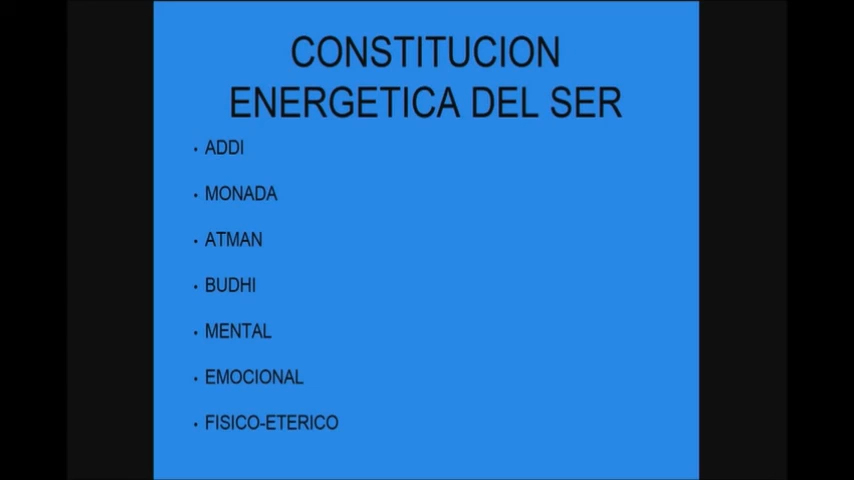 CONSTITUCION
ENERGETICA DEL SER
• ADDI
• MONADA
• ATMAN
• BUDHI
• MENTAL
• EMOCIONAL
• FISICO-ETERICO